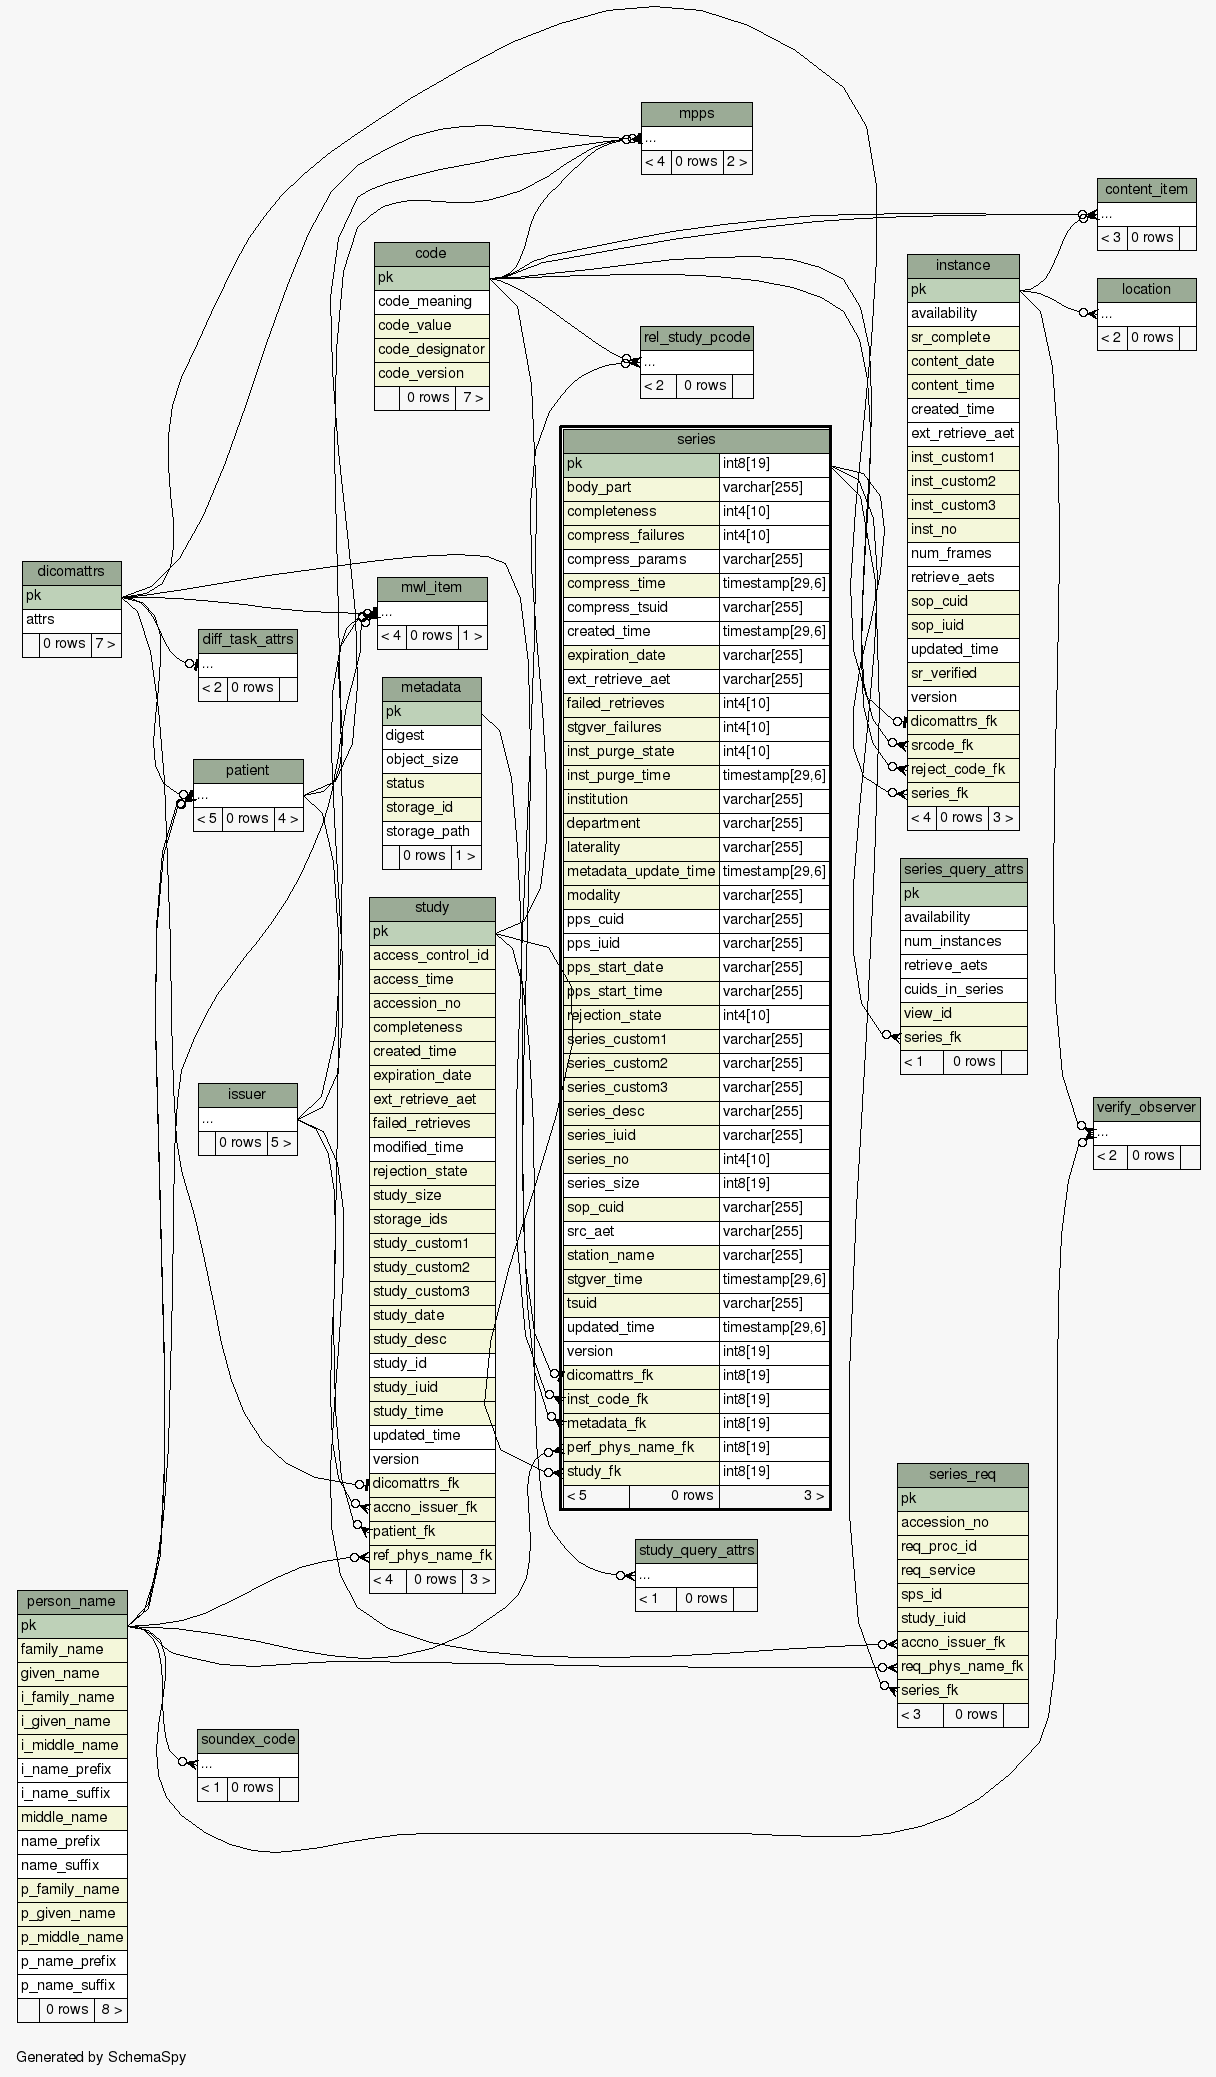 mpps
...
< 4 0 rows 2 >
content_item
...
< 3 0 rows
code
pk
code_meaning
code_value
code_designator
code_version
0 rows 7 >
instance
pk
availability
sr_complete
content_date
content_time
created_time
ext_retrieve_aet
inst_custom1
inst_custom2
inst_custom3
inst_no
num_frames
retrieve_aets
sop_cuid
sop_iuid
updated_time
sr_verified
version
dicomattrs_fk
srcode_fk
reject_code_fk
series_fk
< 4 0 rows 3 >
location
...
< 2 0 rows
rel_study_pcode
...
< 2 0 rows
series
pk int8[19]
body_part varchar[255]
completeness int4[10]
compress_failures int4[10]
compress_params varchar[255]
compress_time timestamp[29,6]
compress_tsuid varchar[255]
created_time timestamp[29,6]
expiration_date varchar[255]
ext_retrieve_aet varchar[255]
failed_retrieves int4[10]
stgver_failures int4[10]
inst_purge_state int4[10]
inst_purge_time timestamp[29,6]
institution varchar[255]
department varchar[255]
laterality varchar[255]
metadata_update_time timestamp[29,6]
modality varchar[255]
pps_cuid varchar[255]
pps_iuid varchar[255]
pps_start_date varchar[255]
pps_start_time varchar[255]
rejection_state int4[10]
series_custom1 varchar[255]
series_custom2 varchar[255]
series_custom3 varchar[255]
series_desc varchar[255]
series_iuid varchar[255]
series_no int4[10]
series_size int8[19]
sop_cuid varchar[255]
src_aet varchar[255]
station_name varchar[255]
stgver_time timestamp[29,6]
tsuid varchar[255]
updated_time timestamp[29,6]
version int8[19]
dicomattrs_fk int8[19]
inst_code_fk int8[19]
metadata_fk int8[19]
perf_phys_name_fk int8[19]
study_fk int8[19]
< 5 0 rows 3 >
dicomattrs
pk
attrs
0 rows 7 >
mwl_item
...
< 4 0 rows 1 >
diff_task_attrs
...
< 2 0 rows
metadata
pk
digest
object_size
status
storage_id
storage_path
0 rows 1 >
patient
...
< 5 0 rows 4 >
series_query_attrs
pk
availability
num_instances
retrieve_aets
cuids_in_series
view_id
series_fk
< 1 0 rows
study
pk
access_control_id
access_time
accession_no
completeness
created_time
expiration_date
ext_retrieve_aet
failed_retrieves
modified_time
rejection_state
study_size
storage_ids
study_custom1
study_custom2
study_custom3
study_date
study_desc
study_id
study_iuid
study_time
updated_time
version
dicomattrs_fk
accno_issuer_fk
patient_fk
ref_phys_name_fk
< 4 0 rows 3 >
issuer
...
0 rows 5 >
verify_observer
...
< 2 0 rows
series_req
pk
accession_no
req_proc_id
req_service
sps_id
study_iuid
accno_issuer_fk
req_phys_name_fk
series_fk
< 3 0 rows
study_query_attrs
...
< 1 0 rows
person_name
pk
family_name
given_name
i_family_name
i_given_name
i_middle_name
i_name_prefix
i_name_suffix
middle_name
name_prefix
name_suffix
p_family_name
p_given_name
p_middle_name
p_name_prefix
p_name_suffix
0 rows 8 >
soundex_code
...
< 1 0 rows
Generated by SchemaSpy